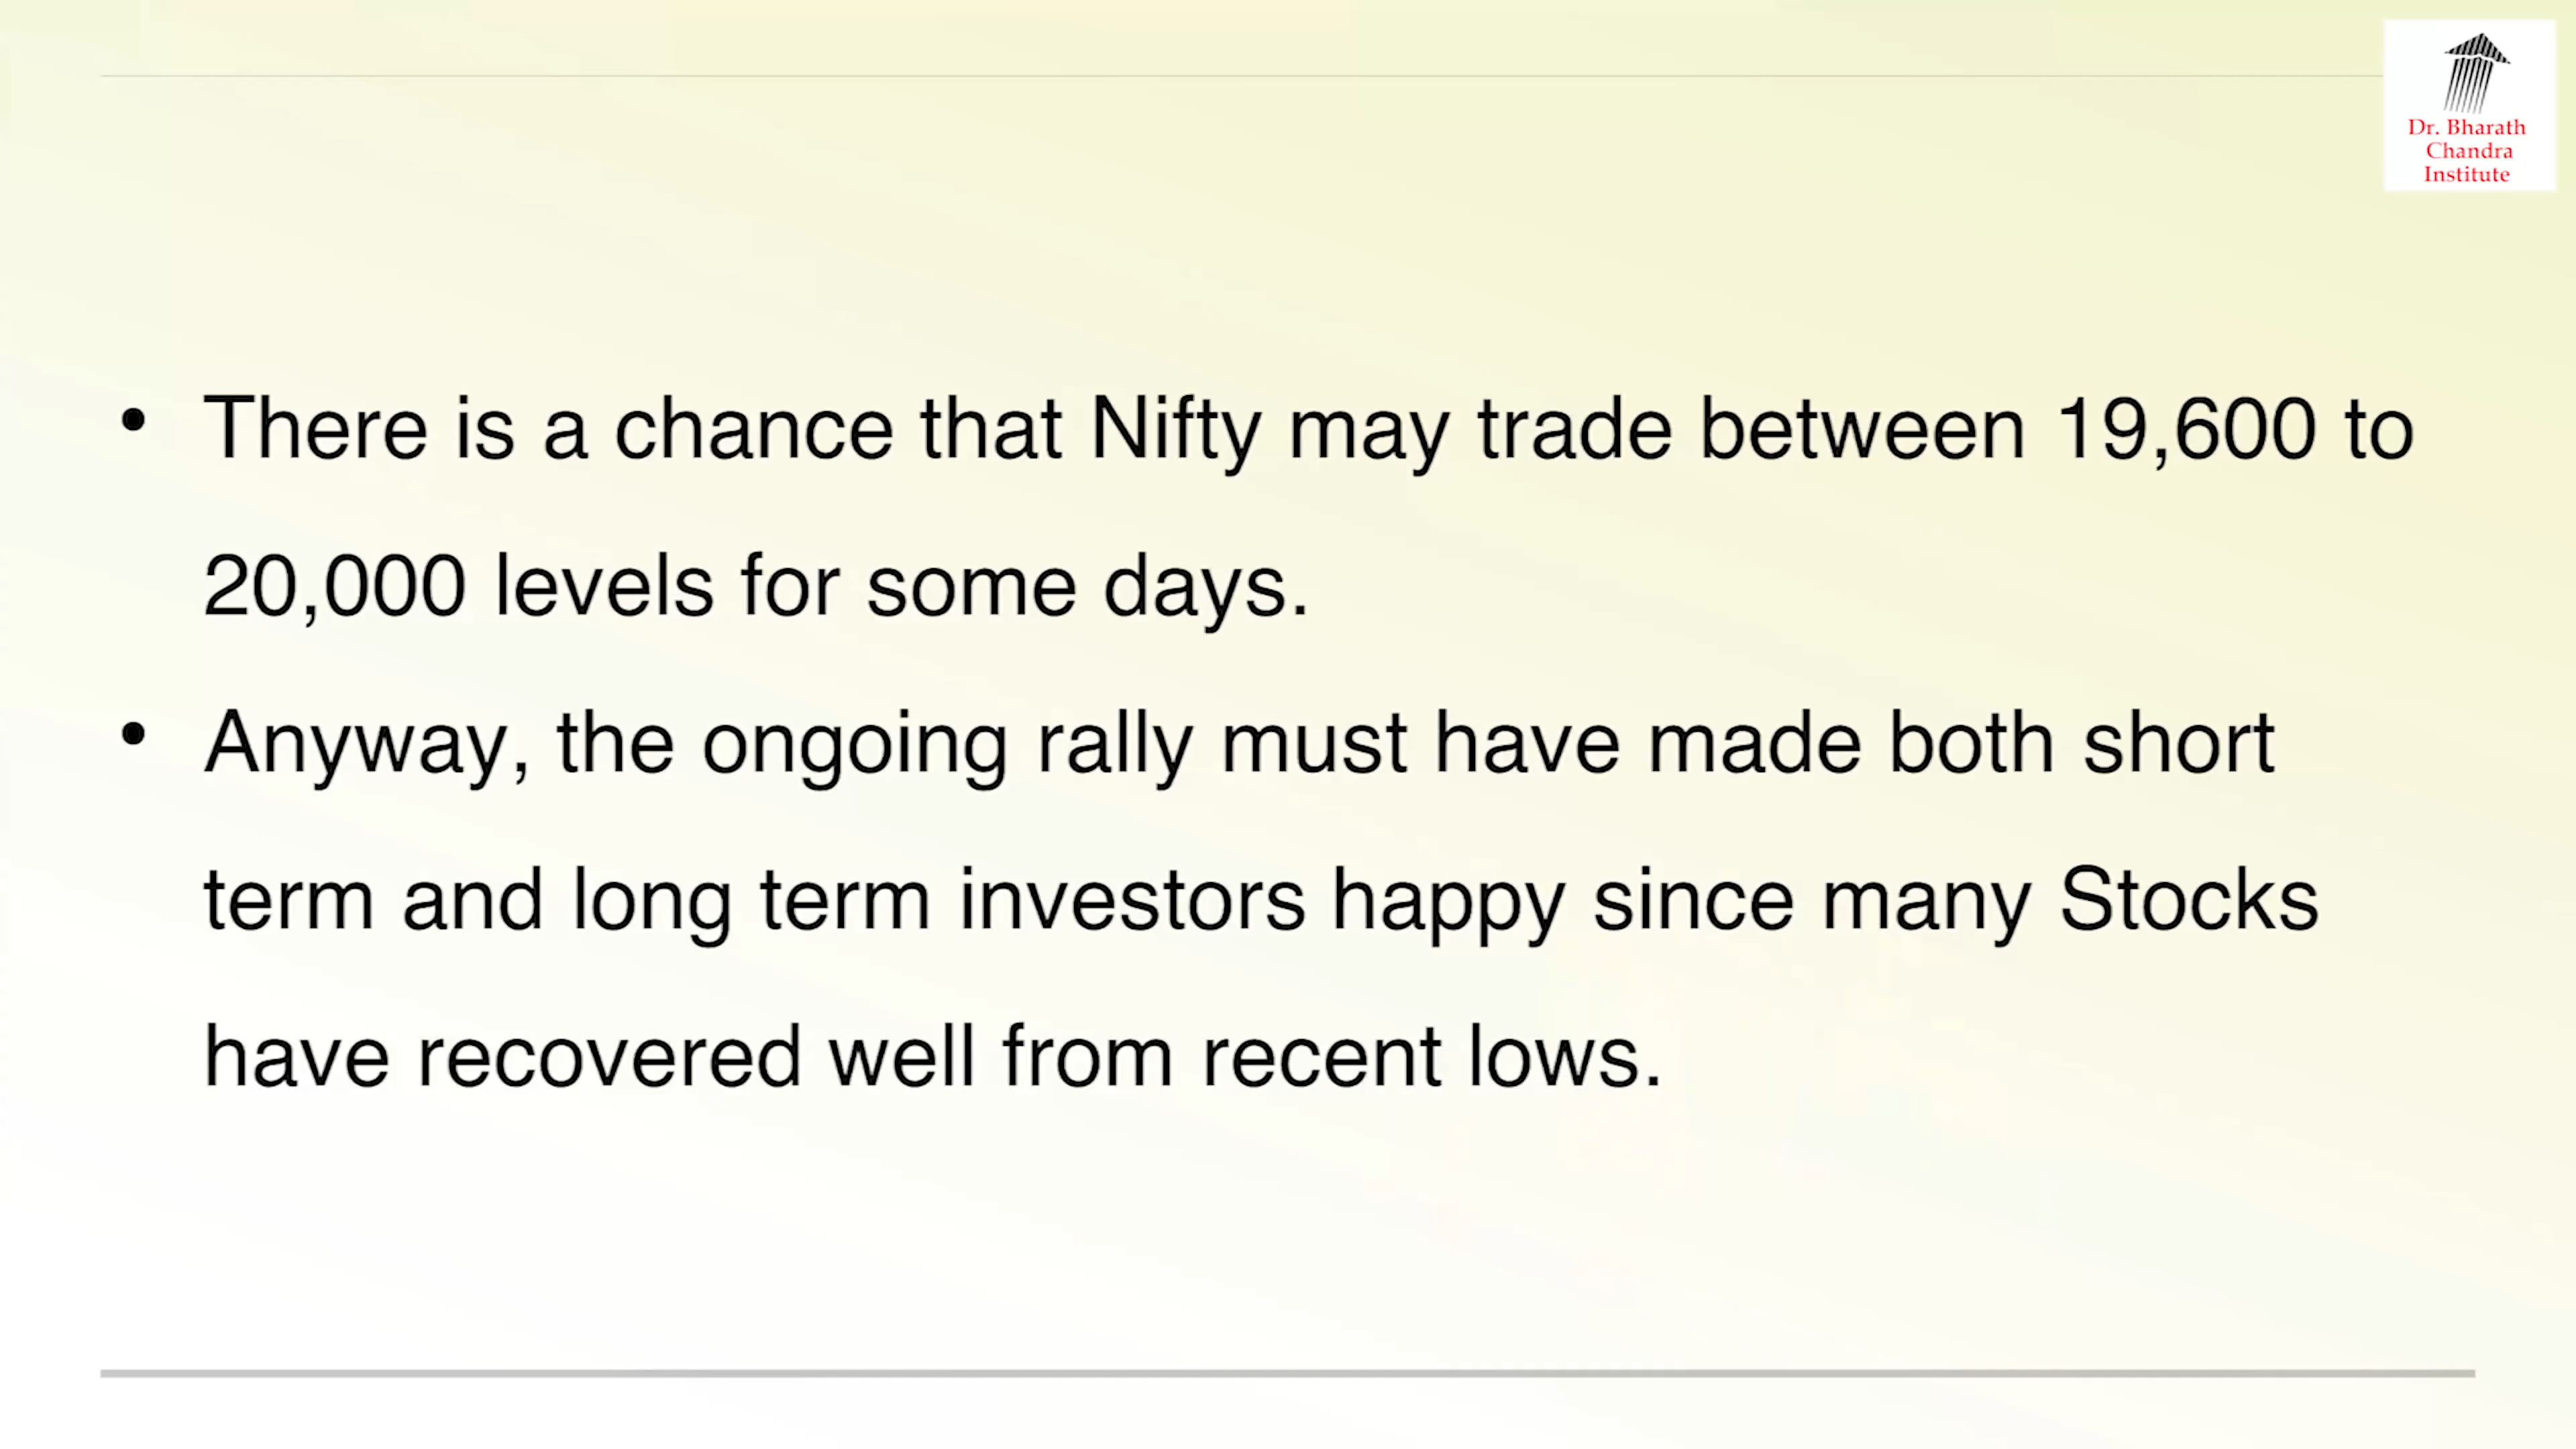 Dr. Bharath
Chandra
Institute
• There is a chance that Nifty may trade between 19,600 to
20,000 levels for some days.
• Anyway, the ongoing rally must have made both short
term and long term investors happy since many Stocks
have recovered well from recent lows.